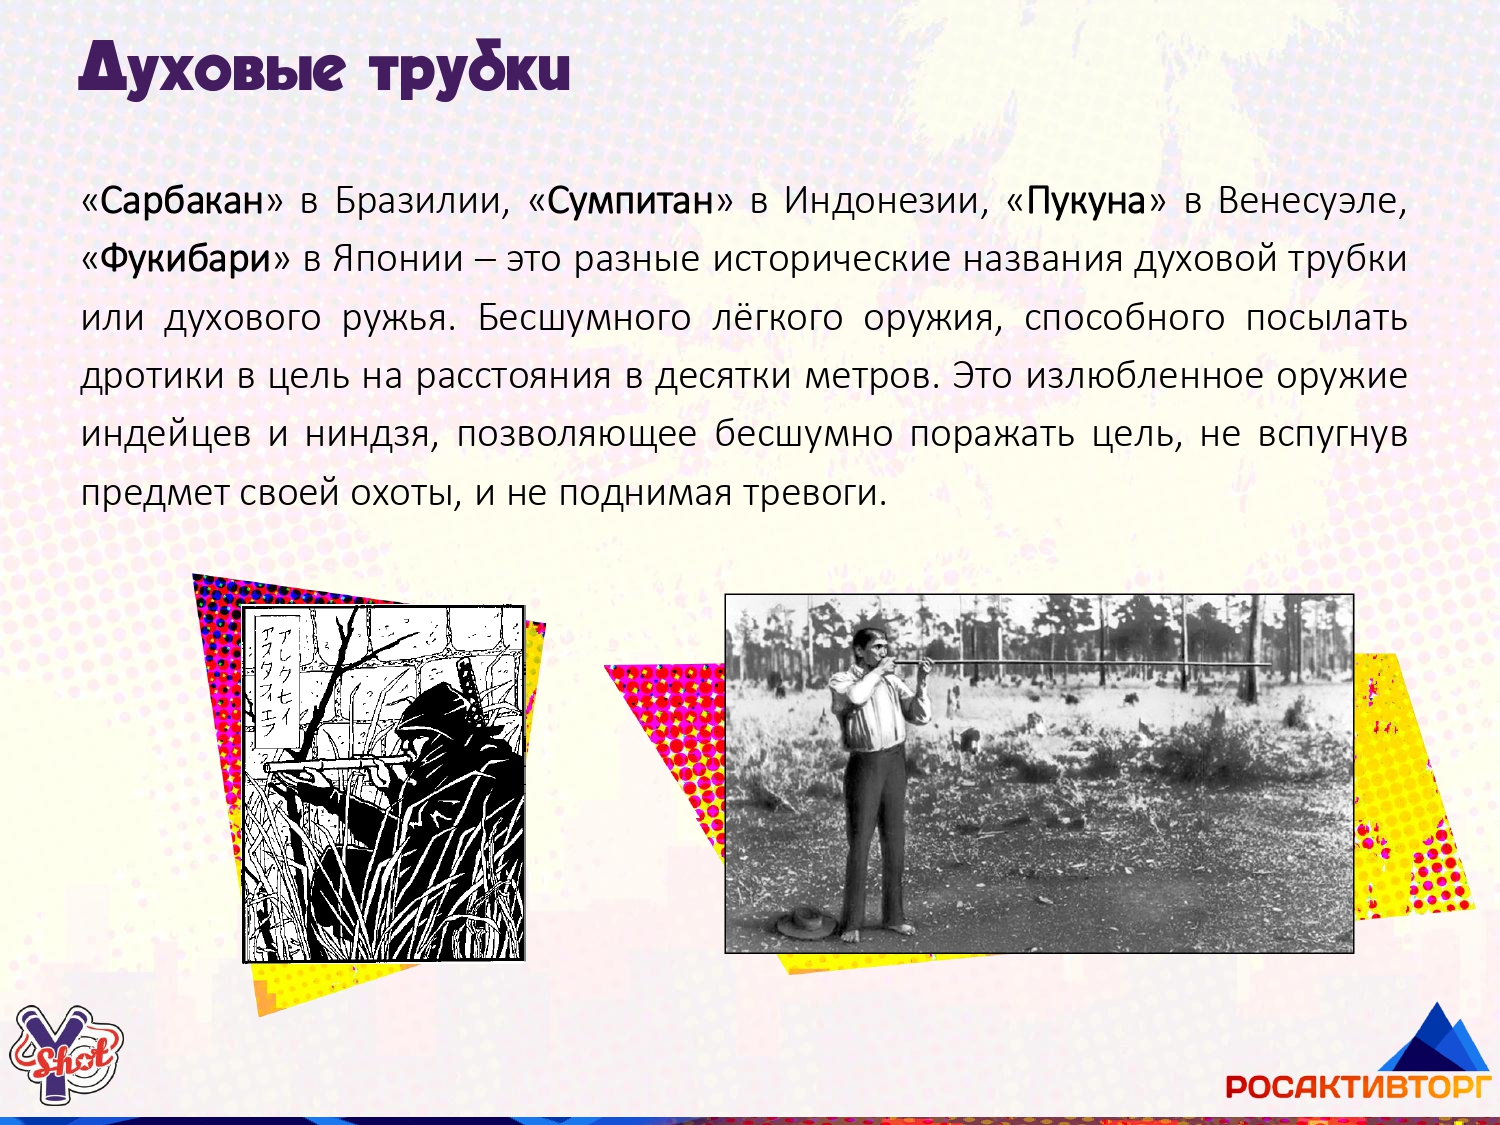 Духовые трубки
«Сарбакан» в Бразилии, «Сумпитан» в Индонезии, «Пукуна» в Венесуэле,
«Фукибари» в Японии – это разные исторические названия духовой трубки
или духового ружья. Бесшумного лёгкого оружия, способного посылать
дротики в цель на расстояния в десятки метров. Это излюбленное оружие
индейцев и ниндзя, позволяющее бесшумно поражать цель, не вспугнув
предмет своей охоты, и не поднимая тревоги.
アレクセイ
アスタフィエフ
Y Shot
РОСАКТИВТОРГ